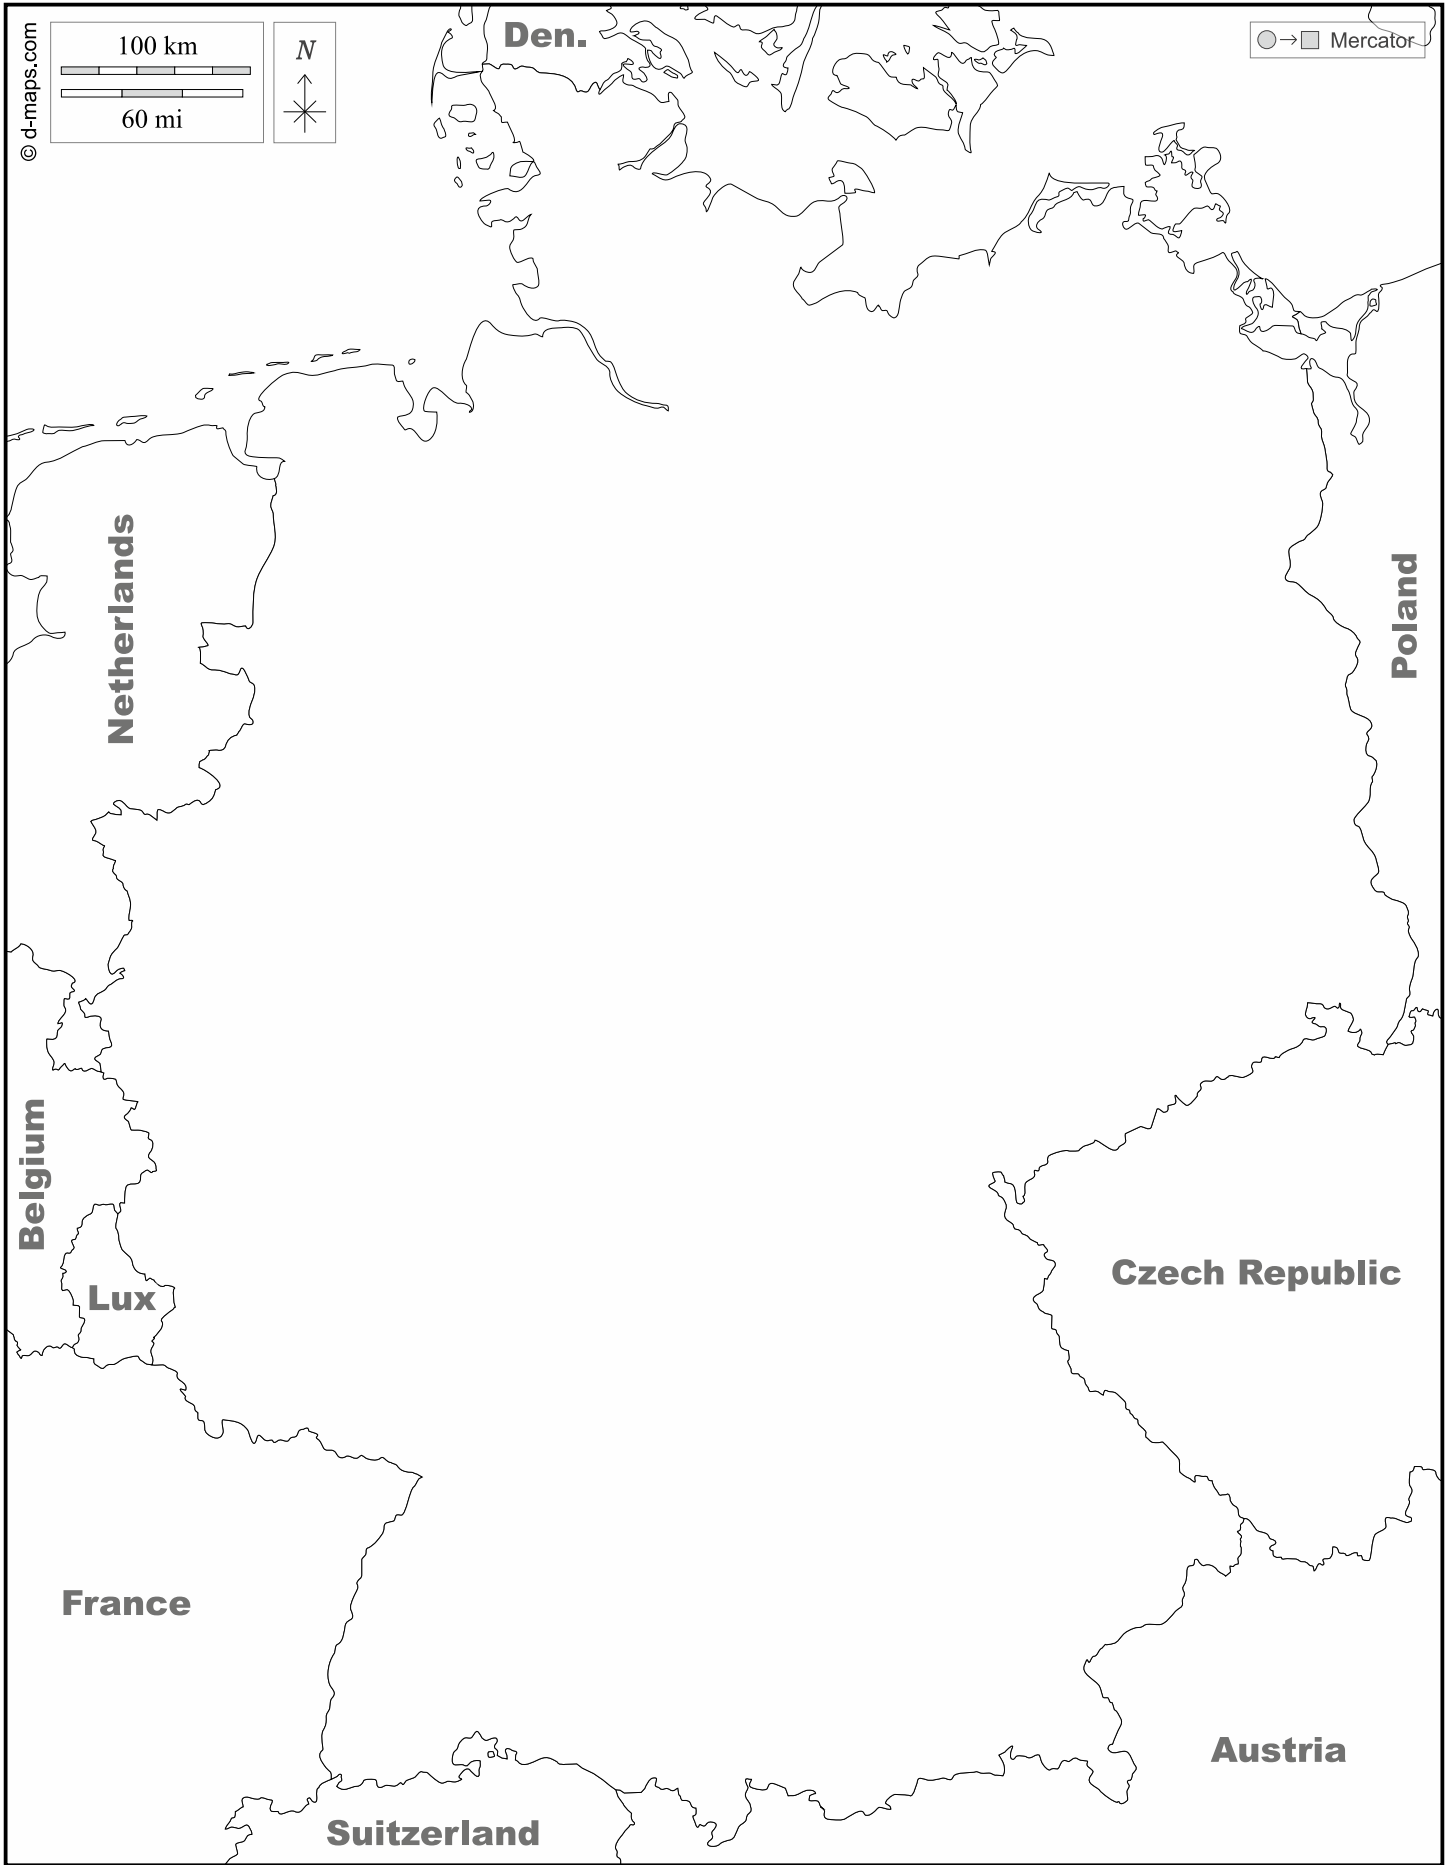 © d-maps.com
100 km
60 mi
N
Den.
Mercator
Netherlands
Poland
Belgium
Lux
Czech Republic
France
Austria
Suitzerland